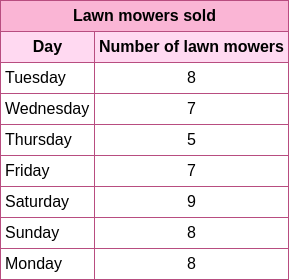 Lawn mowers sold
Day Number of lawn mowers
Tuesday 8
Wednesday 7
Thursday 5
Friday 7
Saturday 9
Sunday 8
Monday 8